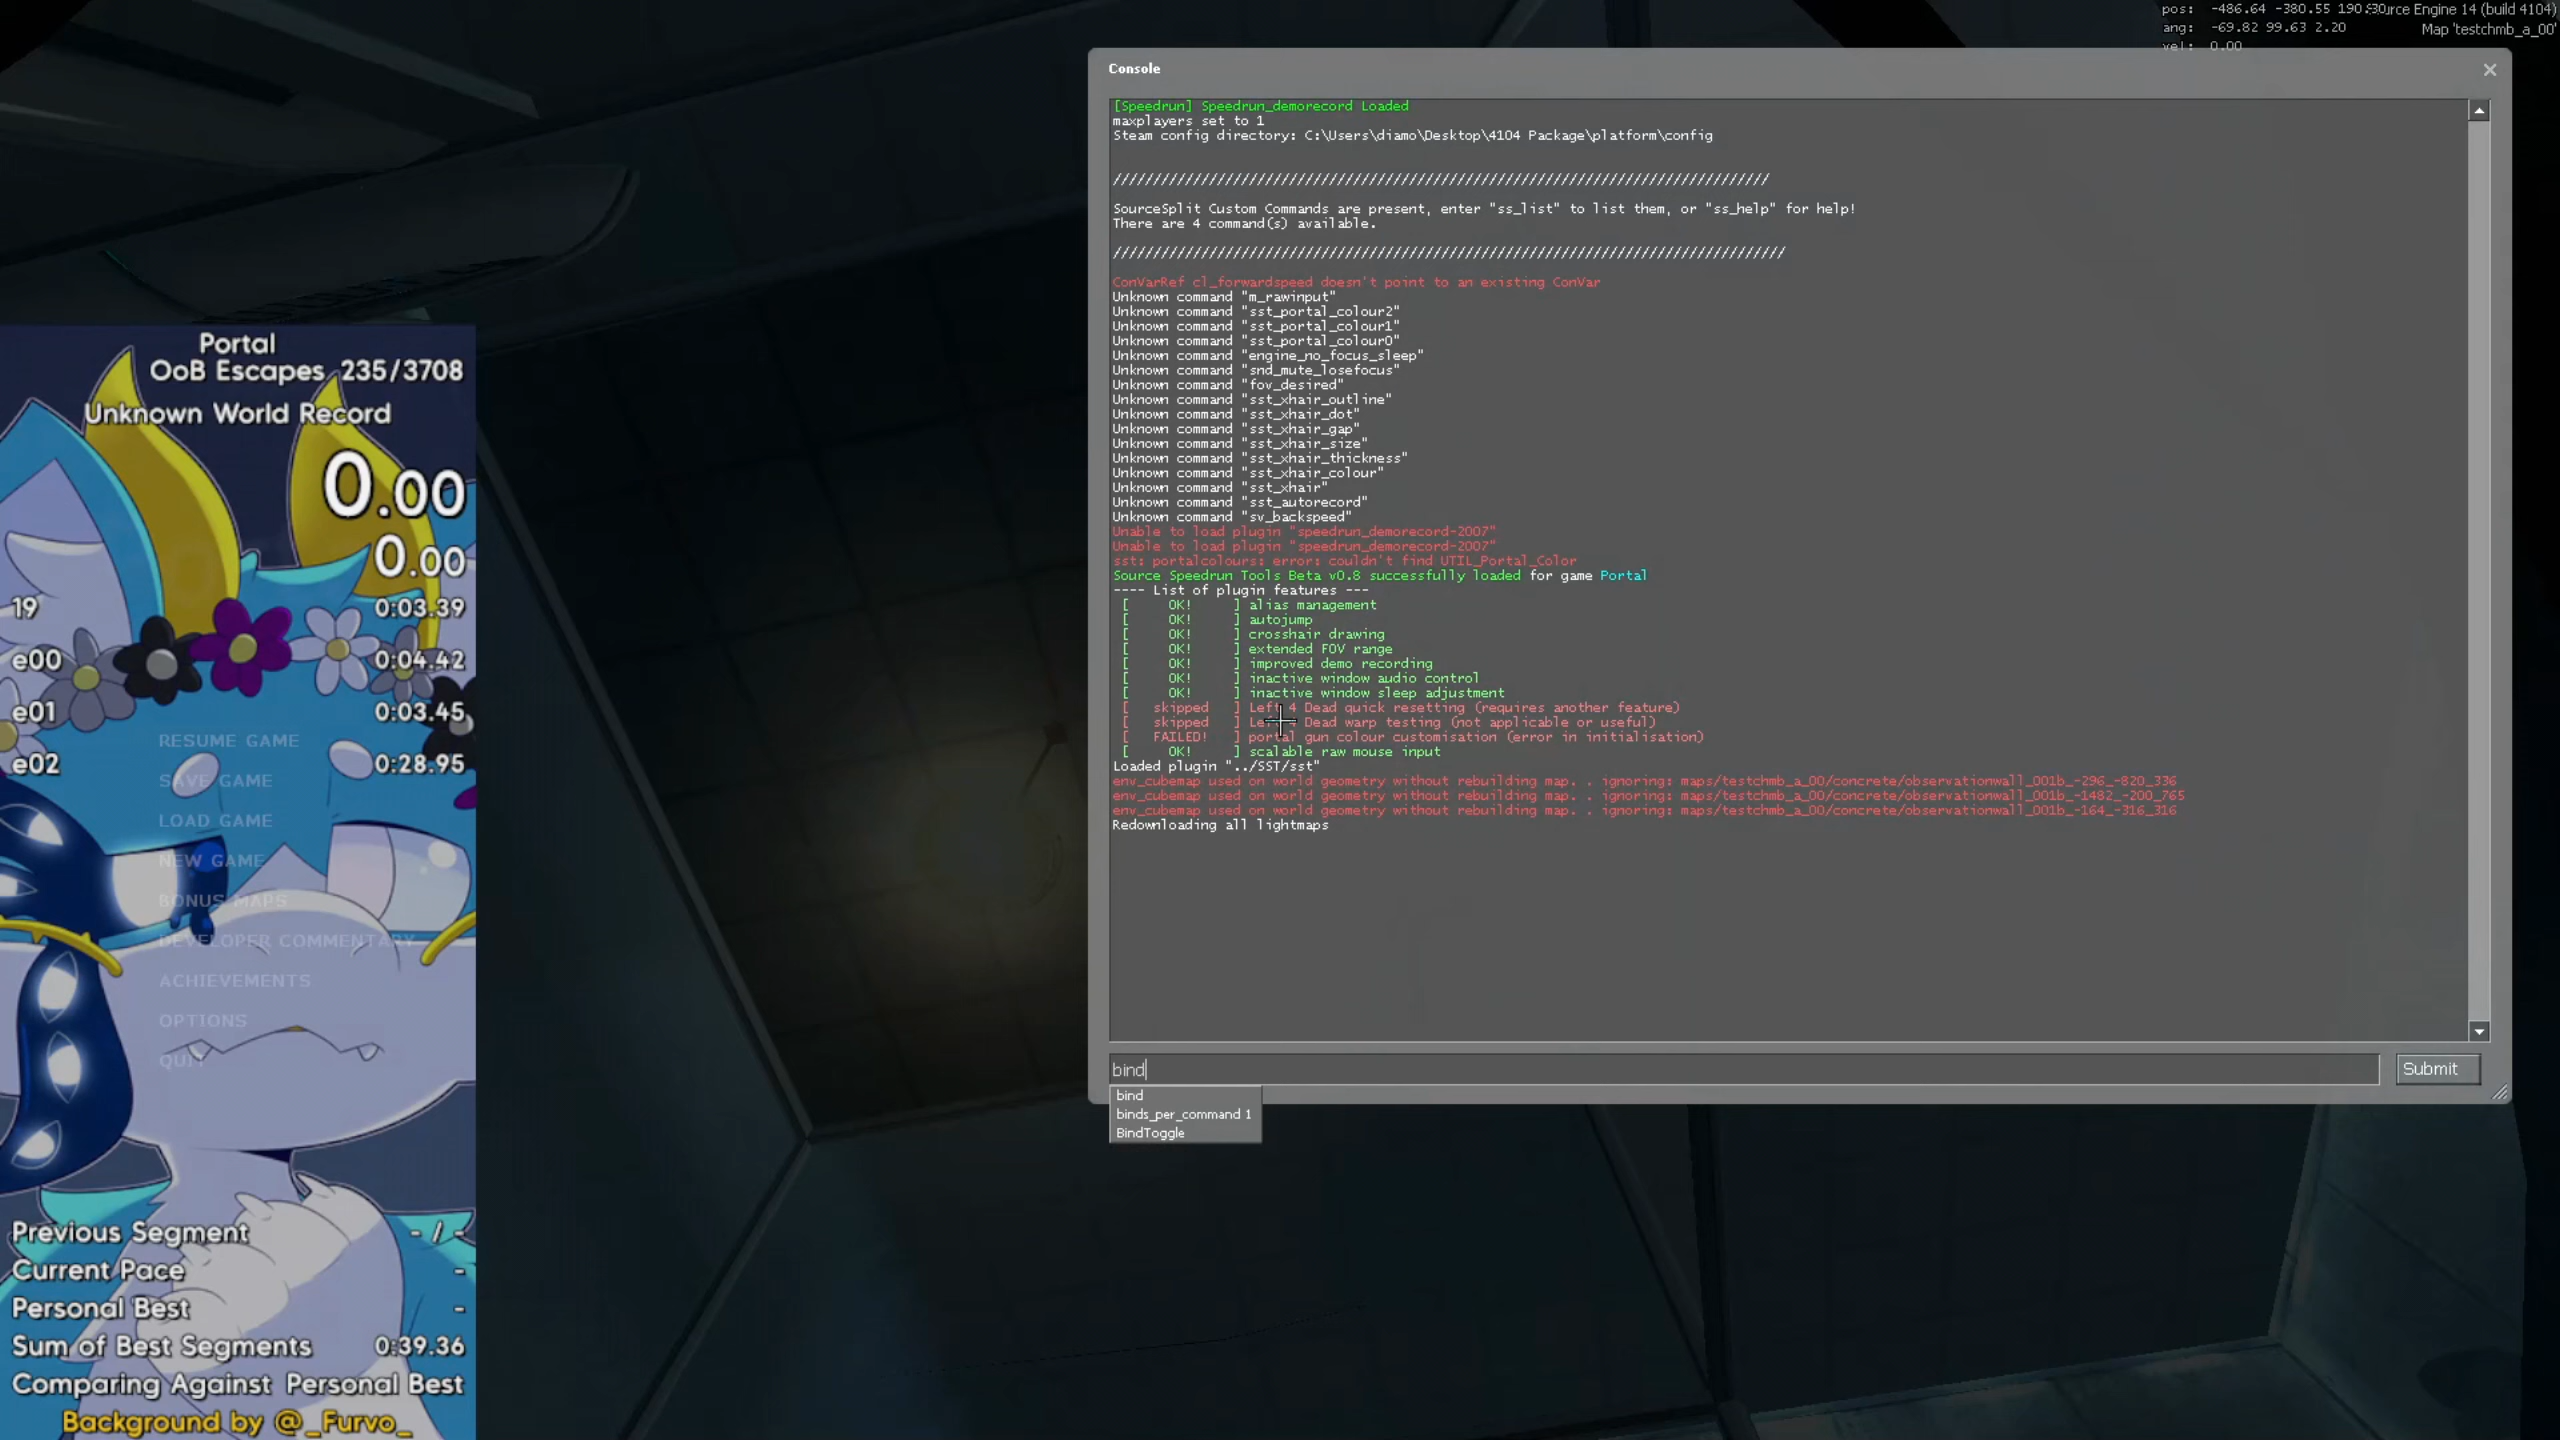 pos: -486.64 -380.55 190.30
Source Engine 14 (build 4104)
ang: -69.82 99.63 2.20
Map 'testchmb_a_00'
vel: 0.00
Console
[Speedrun] Speedrun_demorecord Loaded
maxplayers set to 1
Steam config directory: C:\Users\diamo\Desktop\4104 Package\platform\config
SourceSplit Custom Commands are present, enter "ss_list" to list them, or "ss_help" for help!
There are 4 command(s) available.
ConVarRef cl_forwardspeed doesn't point to an existing ConVar
Unknown command "m_rawinput"
Unknown command "sst_portal_colour2"
Unknown command "sst_portal_colour1"
Unknown command "sst_portal_colour0"
Unknown command "engine_no_focus_sleep"
Unknown command "snd_mute_losefocus"
Unknown command "fov_desired"
Unknown command "sst_xhair_outline"
Unknown command "sst_xhair_dot"
Unknown command "sst_xhair_gap"
Unknown command "sst_xhair_size"
Unknown command "sst_xhair_thickness"
Unknown command "sst_xhair_colour"
Unknown command "sst_xhair"
Unknown command "sst_autorecord"
Unknown command "sv_backspeed"
Unable to load plugin "speedrun_demorecord-2007"
Unable to load plugin "speedrun_demorecord-2007"
sst: portalcolours: error: couldn't find UTIL_Portal_Color
Source Speedrun Tools Beta v0.8 successfully loaded for game Portal
---- List of plugin features ---
[ OK! ] alias management
[ OK! ] autojump
[ OK! ] crosshair drawing
[ OK! ] extended FOV range
[ OK! ] improved demo recording
[ OK! ] inactive window audio control
[ OK! ] inactive window sleep adjustment
[ skipped ] Left 4 Dead quick resetting (requires another feature)
[ skipped ] Left 4 Dead warp testing (not applicable or useful)
[ FAILED! ] portal gun colour customisation (error in initialisation)
[ OK! ] scalable raw mouse input
Loaded plugin "../SST/sst"
env_cubemap used on world geometry without rebuilding map. . ignoring: maps/testchmb_a_00/concrete/observationwall_001b_-296_-820_336
env_cubemap used on world geometry without rebuilding map. . ignoring: maps/testchmb_a_00/concrete/observationwall_001b_-1482_-200_765
env_cubemap used on world geometry without rebuilding map. . ignoring: maps/testchmb_a_00/concrete/observationwall_001b_-164_-316_316
Redownloading all lightmaps
bind
Submit
bind
binds_per_command 1
BindToggle
Portal
OoB Escapes 235/3708
Unknown World Record
0.00
0.00
19 0:03.39
e00 0:04.42
e01 0:03.45
e02 0:28.95
RESUME GAME
SAVE GAME
LOAD GAME
NEW GAME
BONUS MAPS
DEVELOPER COMMENTARY
ACHIEVEMENTS
OPTIONS
QUIT
Previous Segment - / -
Current Pace -
Personal Best -
Sum of Best Segments 0:39.36
Comparing Against Personal Best
Background by @_Furvo_